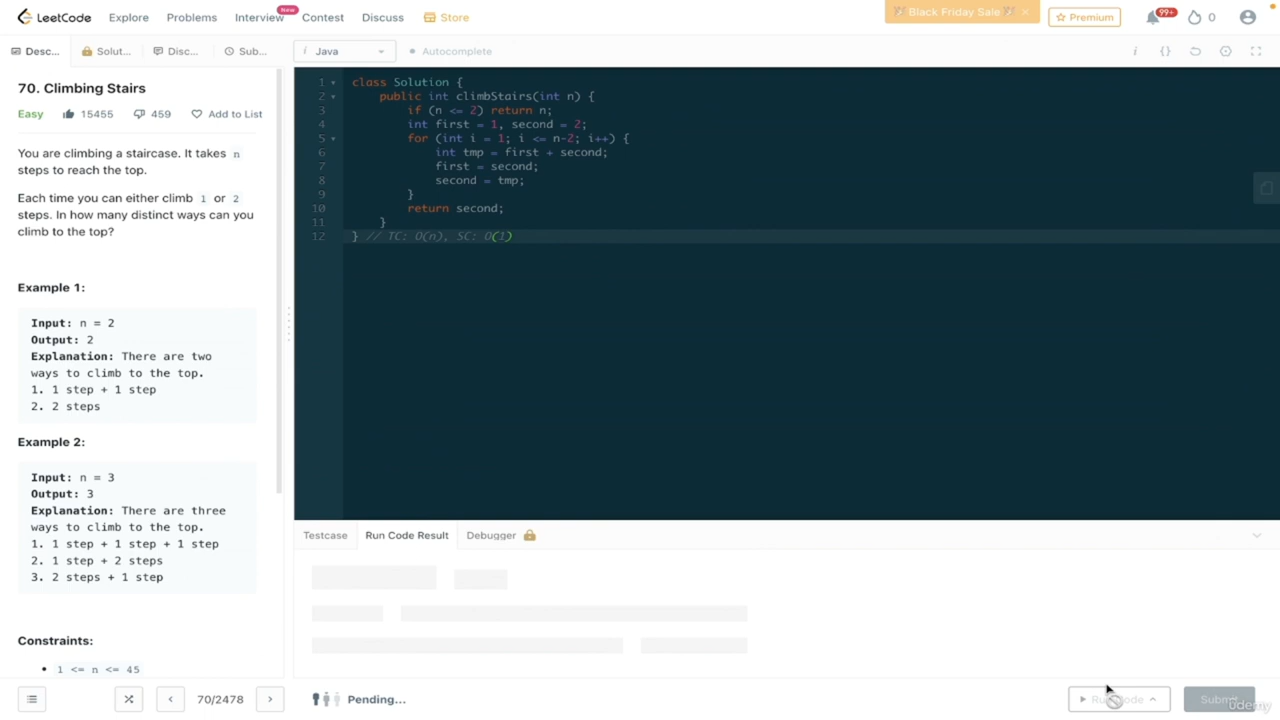 LeetCode Explore Problems Interview New Contest Discuss Store Black Friday Sale × Premium 99+ 0
Desc... Solut... Disc... Sub... i Java Autocomplete
70. Climbing Stairs
Easy 15455 459 Add to List
You are climbing a staircase. It takes n
steps to reach the top.
Each time you can either climb 1 or 2
steps. In how many distinct ways can you
climb to the top?
Example 1:
Input: n = 2
Output: 2
Explanation: There are two
ways to climb to the top.
1. 1 step + 1 step
2. 2 steps
Example 2:
Input: n = 3
Output: 3
Explanation: There are three
ways to climb to the top.
1. 1 step + 1 step + 1 step
2. 1 step + 2 steps
3. 2 steps + 1 step
Constraints:
• 1 <= n <= 45
70/2478
1 class Solution {
2 public int climbStairs(int n) {
3 if (n <= 2) return n;
4 int first = 1, second = 2;
5 for (int i = 1; i <= n-2; i++) {
6 int tmp = first + second;
7 first = second;
8 second = tmp;
9 }
10 return second;
11 }
12 } // TC: O(n), SC: O(1)
Testcase Run Code Result Debugger
Pending...
Run Code Submit
ûdemy